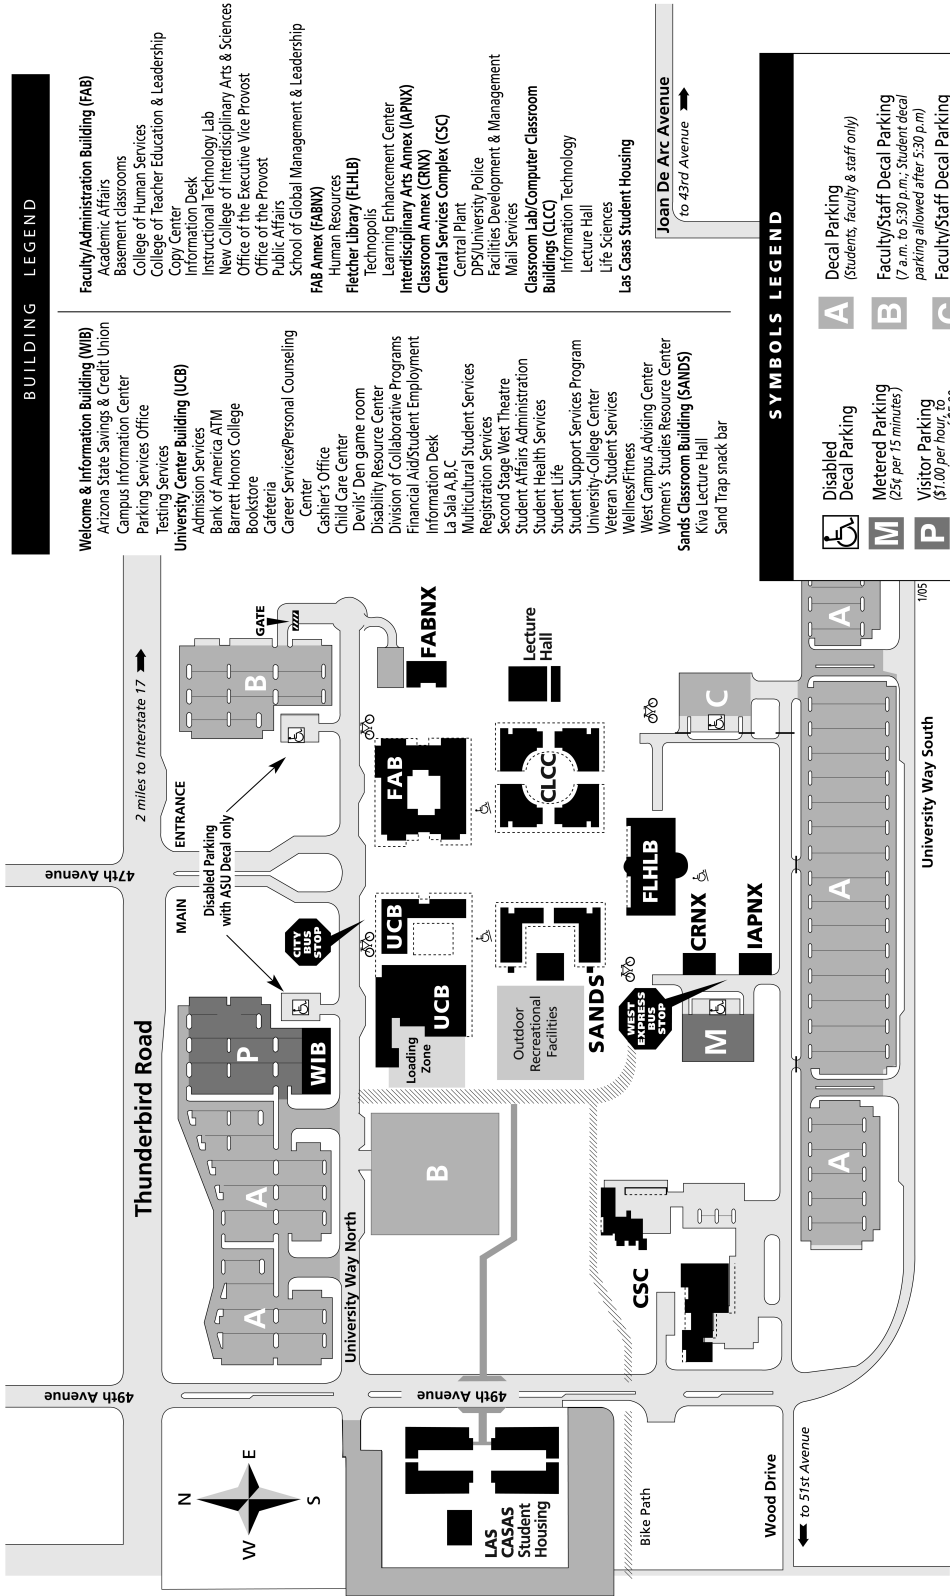 BUILDING LEGEND
Welcome & Information Building (WIB)
Arizona State Savings & Credit Union
Campus Information Center
Parking Services Office
Testing Services
University Center Building (UCB)
Admission Services
Bank of America ATM
Barrett Honors College
Bookstore
Cafeteria
Career Services/Personal Counseling
Center
Cashier's Office
Child Care Center
Devils' Den game room
Disability Resource Center
Division of Collaborative Programs
Financial Aid/Student Employment
Information Desk
La Sala A,B,C
Multicultural Student Services
Registration Services
Second Stage West Theatre
Student Affairs Administration
Student Health Services
Student Life
Student Support Services Program
University-College Center
Veteran Student Services
Wellness/Fitness
West Campus Advising Center
Women's Studies Resource Center
Sands Classroom Building (SANDS)
Kiva Lecture Hall
Sand Trap snack bar
Faculty/Administration Building (FAB)
Academic Affairs
Basement classrooms
College of Human Services
College of Teacher Education & Leadership
Copy Center
Information Desk
Instructional Technology Lab
New College of Interdisciplinary Arts & Sciences
Office of the Executive Vice Provost
Office of the Provost
Public Affairs
School of Global Management & Leadership
FAB Annex (FABNX)
Human Resources
Fletcher Library (FLHLB)
Technopolis
Learning Enhancement Center
Interdisciplinary Arts Annex (IAPNX)
Classroom Annex (CRNX)
Central Services Complex (CSC)
Central Plant
DPS/University Police
Facilities Development & Management
Mail Services
Classroom Lab/Computer Classroom
Buildings (CLCC)
Information Technology
Lecture Hall
Life Sciences
Las Casas Student Housing
Joan De Arc Avenue
to 43rd Avenue
SYMBOLS LEGEND
Disabled
Decal Parking
M
Metered Parking
(25¢ per 15 minutes)
P
Visitor Parking
($1.00 per hour, to
A
Decal Parking
(Students, faculty & staff only)
B
Faculty/Staff Decal Parking
(7 a.m. to 5:30 p.m.; Student decal
parking allowed after 5:30 p.m)
C
Faculty/Staff Decal Parking
1/05
49th Avenue
47th Avenue
Thunderbird Road
2 miles to Interstate 17
MAIN
ENTRANCE
Disabled Parking
with ASU Decal only
GATE
N
W
E
S
A
A
P
WIB
B
CITY
BUS
STOP
University Way North
49th Avenue
B
Loading
Zone
UCB
UCB
FAB
FABNX
LAS
CASAS
Student
Housing
Outdoor
Recreational
Facilities
SANDS
CLCC
Lecture
Hall
Bike Path
CSC
WEST
EXPRESS
BUS
STOP
FLHLB
CRNX
IAPNX
M
C
Wood Drive
to 51st Avenue
A
A
A
University Way South